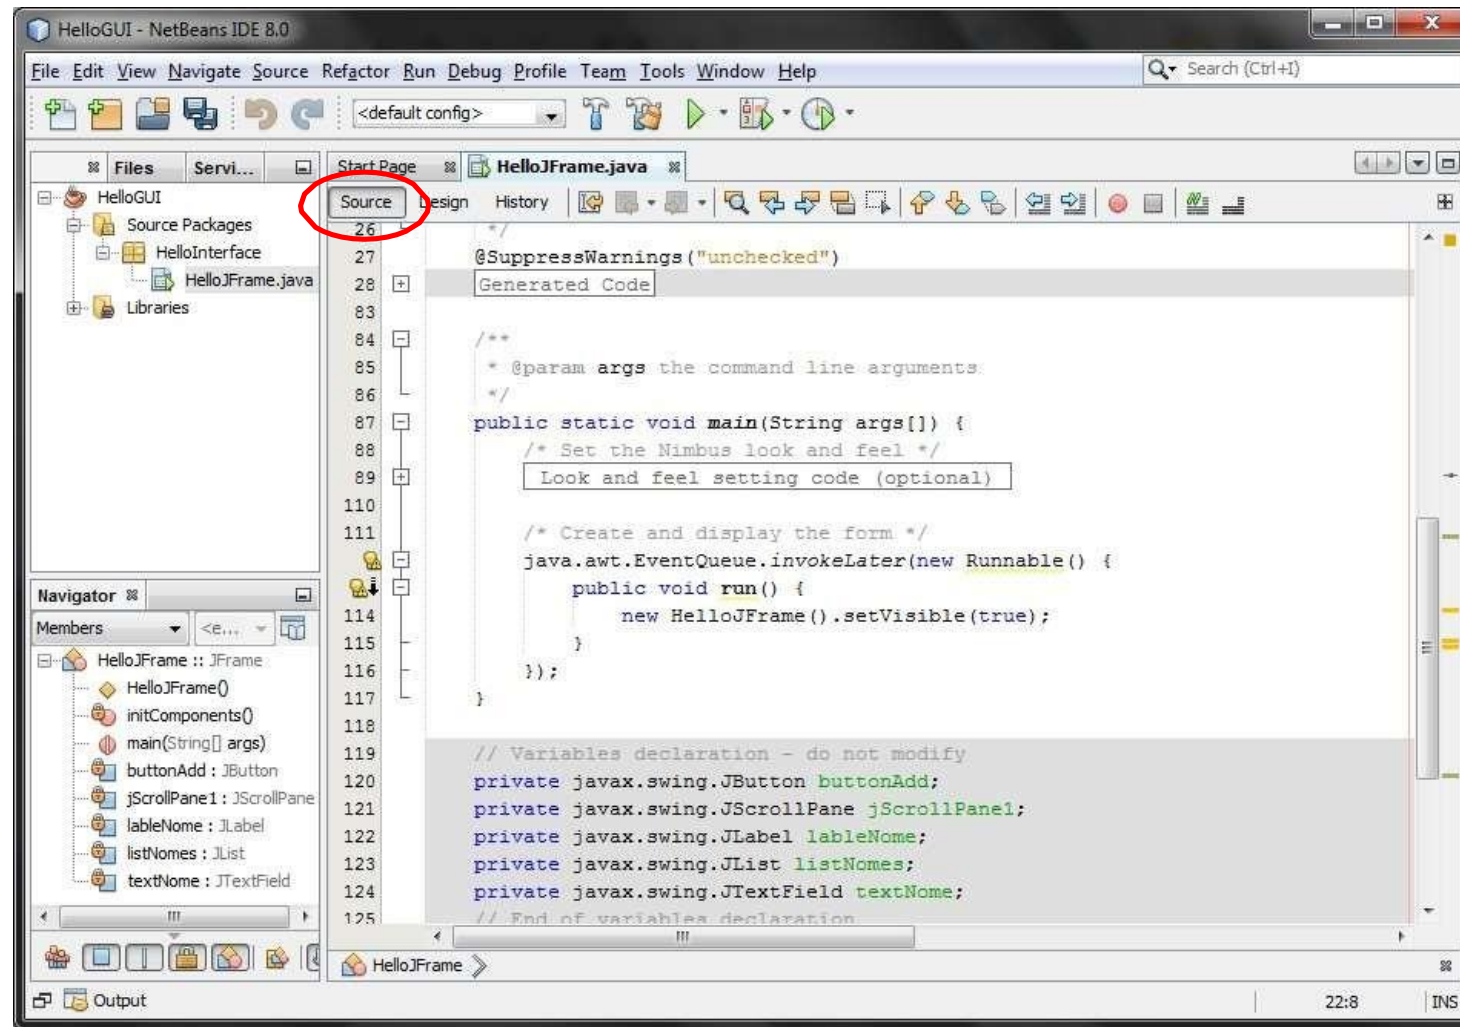 HelloGUI - NetBeans IDE 8.0
File Edit View Navigate Source Refactor Run Debug Profile Team Tools Window Help
Search (Ctrl+I)
<default config>
Files Servi...
Start Page HelloJFrame.java
Source Design History
HelloGUI
Source Packages
HelloInterface
HelloJFrame.java
Libraries
26 */
27 @SuppressWarnings("unchecked")
28 Generated Code
83
84 /**
85 * @param args the command line arguments
86 */
87 public static void main(String args[]) {
88 /* Set the Nimbus look and feel */
89 Look and feel setting code (optional)
110
111 /* Create and display the form */
java.awt.EventQueue.invokeLater(new Runnable() {
public void run() {
114 new HelloJFrame().setVisible(true);
115 }
116 });
117 }
118
119 // Variables declaration - do not modify
120 private javax.swing.JButton buttonAdd;
121 private javax.swing.JScrollPane jScrollPane1;
122 private javax.swing.JLabel lableNome;
123 private javax.swing.JList listNomes;
124 private javax.swing.JTextField textNome;
125 // End of variables declaration
Navigator
Members <e...
HelloJFrame :: JFrame
HelloJFrame()
initComponents()
main(String[] args)
buttonAdd : JButton
jScrollPane1 : JScrollPane
lableNome : JLabel
listNomes : JList
textNome : JTextField
HelloJFrame
Output
22:8 INS